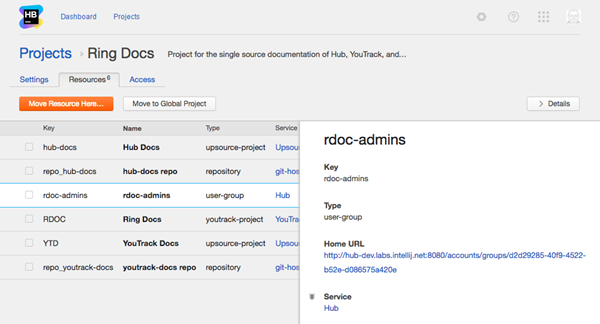 HB
Dashboard Projects
Projects Ring Docs Project for the single source documentation of Hub, YouTrack, and…
Settings Resources 6 Access
Move Resource Here… Move to Global Project Details
Key Name Type Service
hub-docs Hub Docs upsource-project Upsou
repo_hub-docs hub-docs repo repository git-hos
rdoc-admins rdoc-admins user-group Hub
RDOC Ring Docs youtrack-project YouTra
YTD YouTrack Docs upsource-project Upsou
repo_youtrack-docs youtrack-docs repo repository git-hos
rdoc-admins
Key
rdoc-admins
Type
user-group
Home URL
http://hub-dev.labs.intellij.net:8080/accounts/groups/d2d29285-40f9-4522-
b52e-d086575a420e
Service
Hub